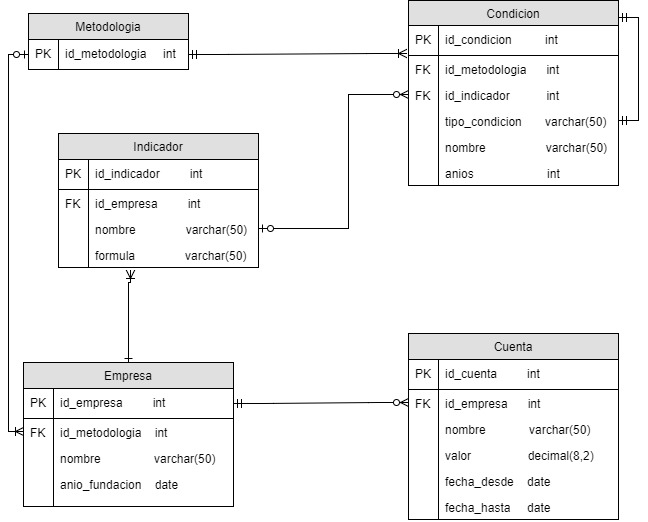 Metodologia
PK id_metodologia int
Condicion
PK id_condicion int
FK id_metodologia int
FK id_indicador int
tipo_condicion varchar(50)
nombre varchar(50)
anios int
Indicador
PK id_indicador int
FK id_empresa int
nombre varchar(50)
formula varchar(50)
Empresa
PK id_empresa int
FK id_metodologia int
nombre varchar(50)
anio_fundacion date
Cuenta
PK id_cuenta int
FK id_empresa int
nombre varchar(50)
valor decimal(8,2)
fecha_desde date
fecha_hasta date